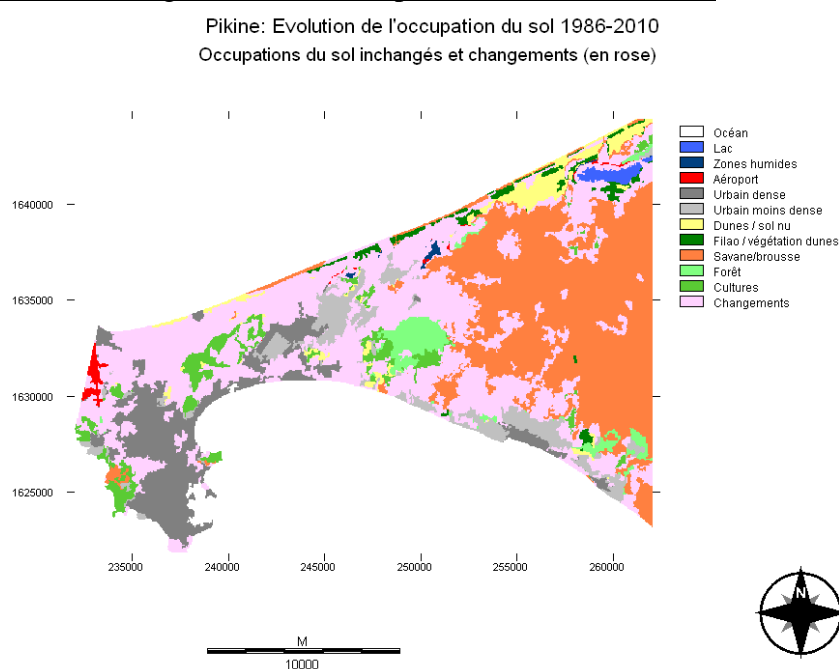 Pikine: Evolution de l'occupation du sol 1986-2010
Occupations du sol inchangés et changements (en rose)
Océan
Lac
Zones humides
Aéroport
Urbain dense
Urbain moins dense
Dunes / sol nu
Filao / végétation dunes
Savane/brousse
Forêt
Cultures
Changements
1640000
1635000
1630000
1625000
235000 240000 245000 250000 255000 260000
N
M
10000